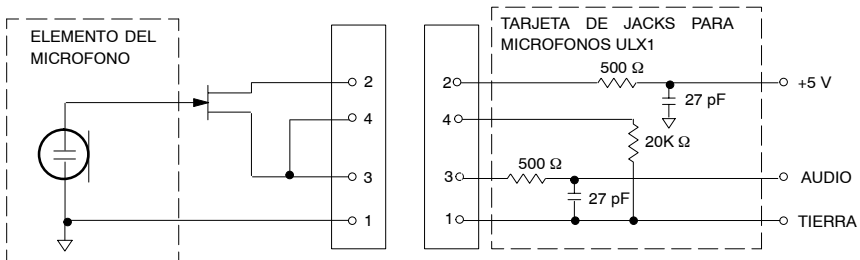 ELEMENTO DEL
MICROFONO
2
4
3
1
TARJETA DE JACKS PARA
MICROFONOS ULX1
2
500 Ω
+5 V
27 pF
4
20K Ω
500 Ω
3
AUDIO
27 pF
1
TIERRA